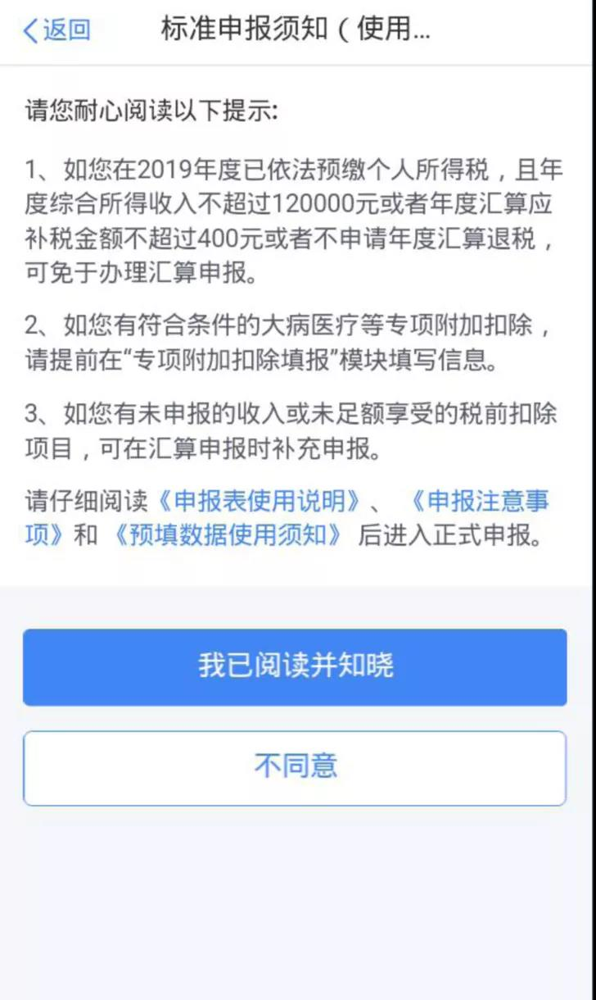 返回
标准申报须知（使用...
请您耐心阅读以下提示:
1、如您在2019年度已依法预缴个人所得税，且年
度综合所得收入不超过120000元或者年度汇算应
补税金额不超过400元或者不申请年度汇算退税，
可免于办理汇算申报。
2、如您有符合条件的大病医疗等专项附加扣除，
请提前在“专项附加扣除填报”模块填写信息。
3、如您有未申报的收入或未足额享受的税前扣除
项目，可在汇算申报时补充申报。
请仔细阅读《申报表使用说明》、 《申报注意事
项》和 《预填数据使用须知》 后进入正式申报。
我已阅读并知晓
不同意